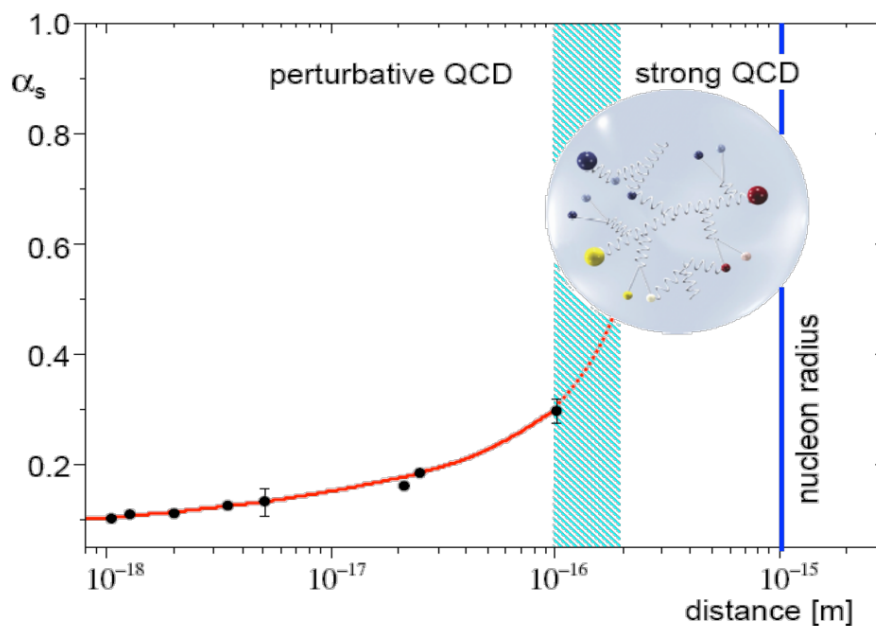 1.0
αs
perturbative QCD
strong QCD
0.8
0.6
0.4
0.2
nucleon radius
10⁻¹⁸
10⁻¹⁷
10⁻¹⁶
10⁻¹⁵
distance [m]